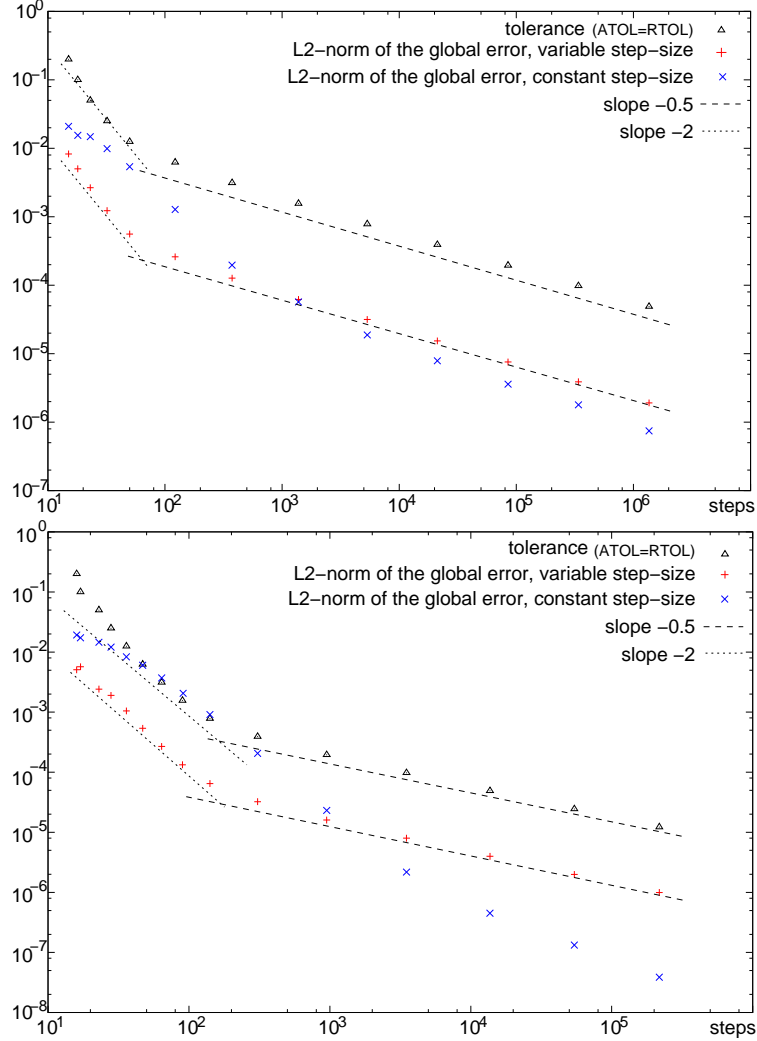 10^0
tolerance (ATOL=RTOL)
L2-norm of the global error, variable step-size
L2-norm of the global error, constant step-size
slope -0.5
slope -2
10^-1
10^-2
10^-3
10^-4
10^-5
10^-6
10^-7
10^1 10^2 10^3 10^4 10^5 10^6 steps
10^0
tolerance (ATOL=RTOL)
L2-norm of the global error, variable step-size
L2-norm of the global error, constant step-size
slope -0.5
slope -2
10^-1
10^-2
10^-3
10^-4
10^-5
10^-6
10^-7
10^-8
10^1 10^2 10^3 10^4 10^5 steps